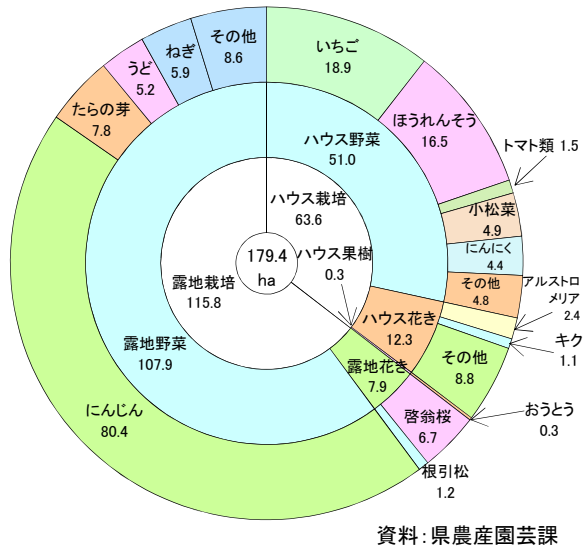 その他
8.6
ねぎ
5.9
うど
5.2
たらの芽
7.8
いちご
18.9
ほうれんそう
16.5
トマト類 1.5
小松菜
4.9
にんにく
4.4
その他
4.8
アルストロ
メリア
2.4
キク
1.1
その他
8.8
おうとう
0.3
啓翁桜
6.7
根引松
1.2
にんじん
80.4
ハウス野菜
51.0
ハウス栽培
63.6
ハウス果樹
0.3
179.4
ha
露地栽培
115.8
露地野菜
107.9
ハウス花き
12.3
露地花き
7.9
資料：県農産園芸課